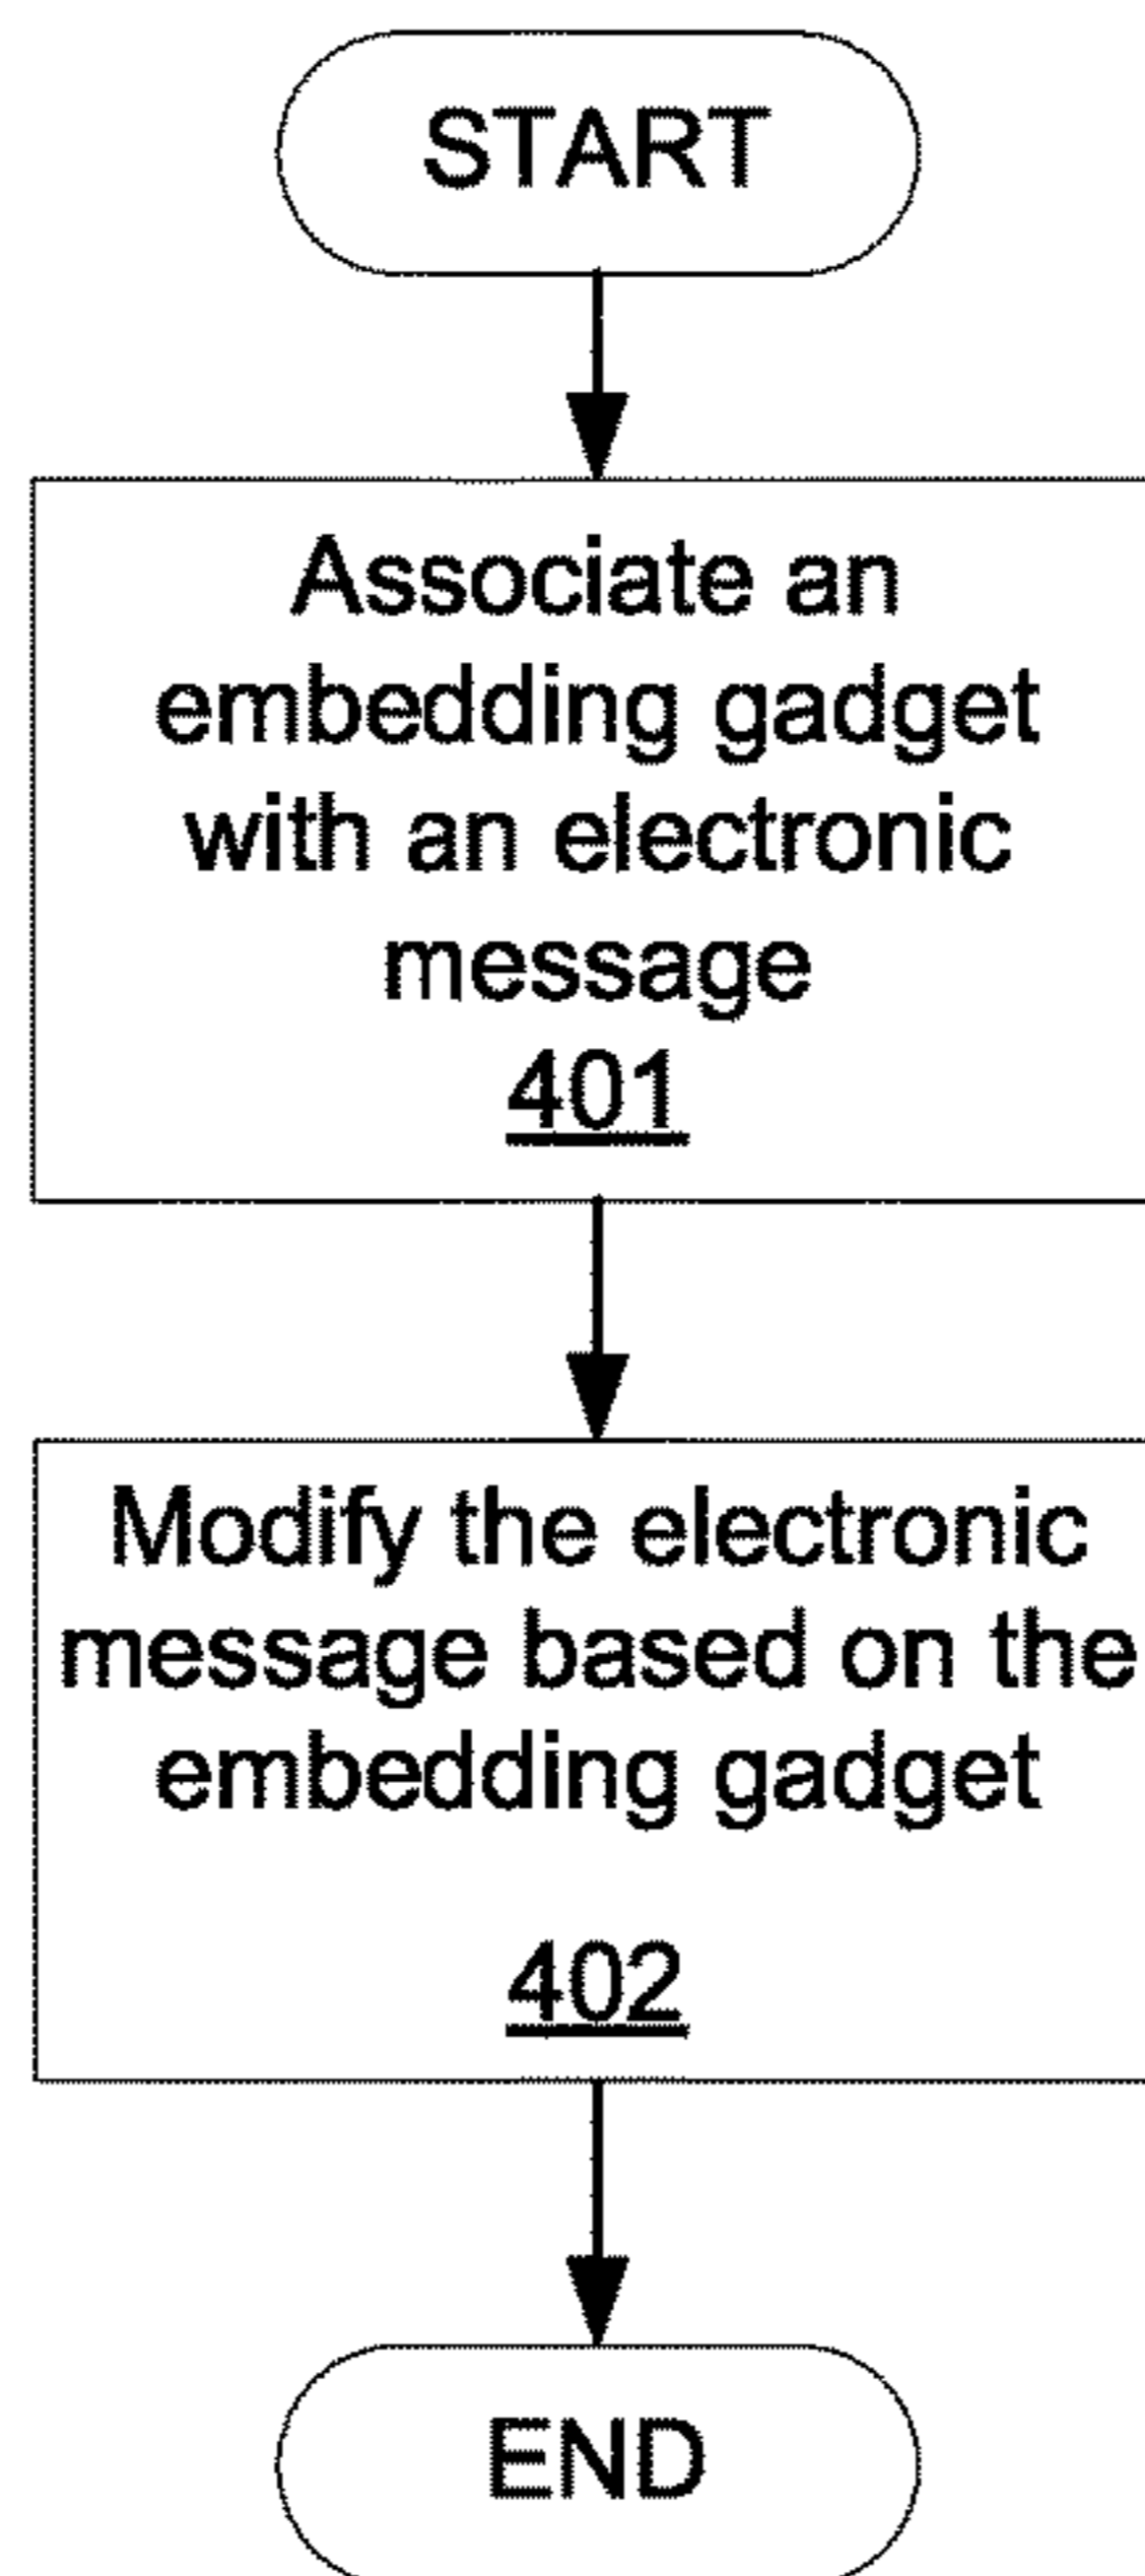 START
Associate an
embedding gadget
with an electronic
message
401
Modify the electronic
message based on the
embedding gadget
402
END